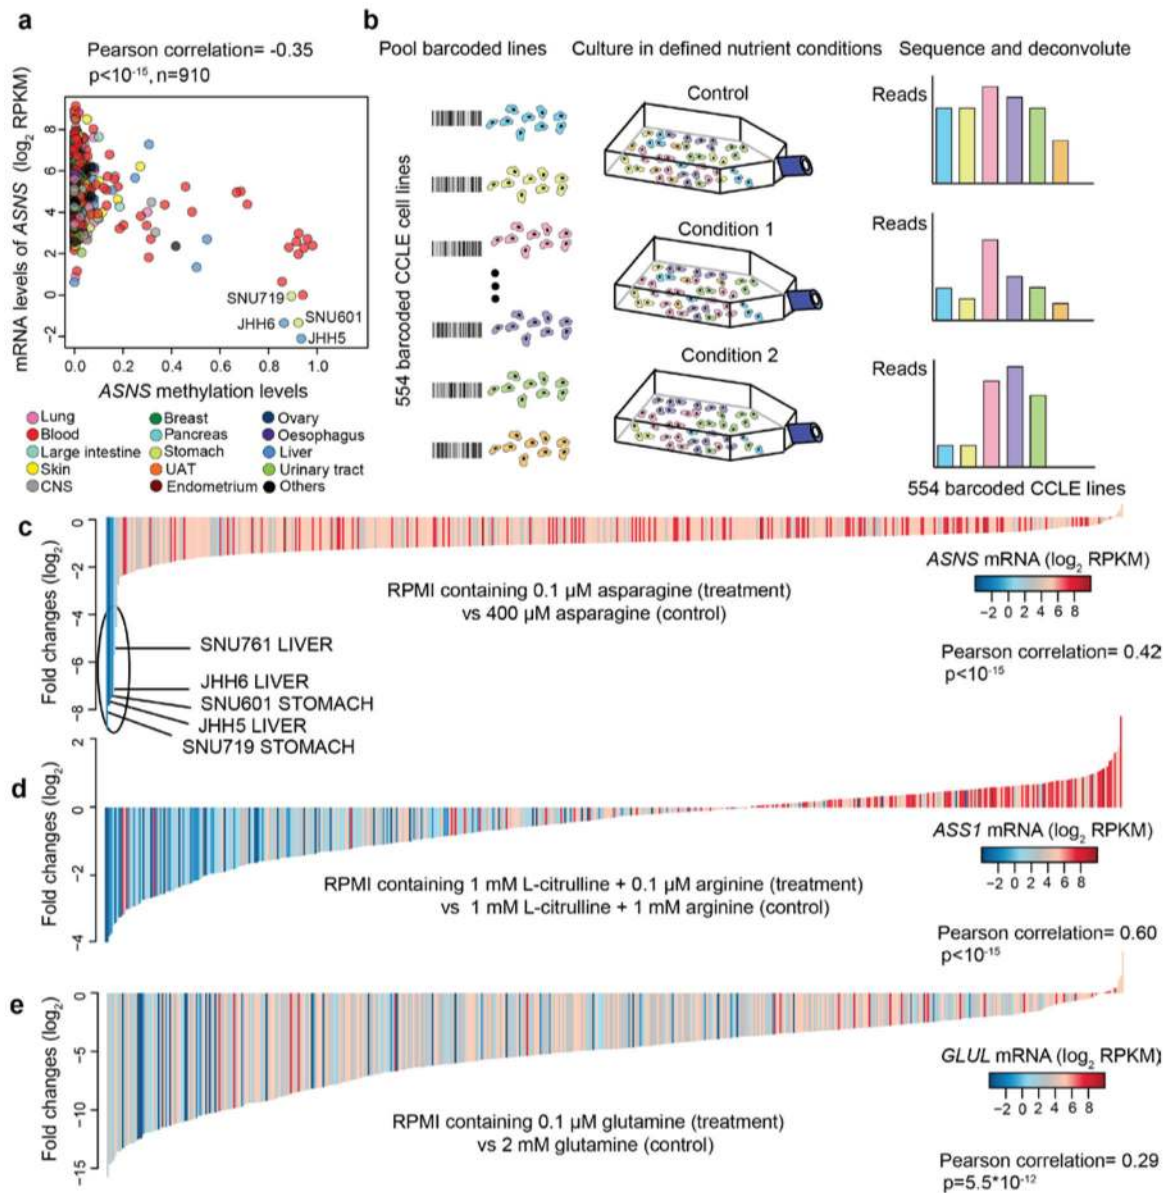 a
Pearson correlation= -0.35
p<10⁻¹⁵, n=910
mRNA levels of ASNS (log₂ RPKM)
8
6
4
2
0
−2
SNU719
JHH6
SNU601
JHH5
0.0 0.2 0.4 0.6 0.8 1.0
ASNS methylation levels
Lung Breast Ovary
Blood Pancreas Oesophagus
Large intestine Stomach Liver
Skin UAT Urinary tract
CNS Endometrium Others
b
Pool barcoded lines
Culture in defined nutrient conditions
Sequence and deconvolute
554 barcoded CCLE cell lines
Control
Reads
Condition 1
Reads
Condition 2
Reads
554 barcoded CCLE lines
c
Fold changes (log₂)
0
−2
−4
−6
−8
RPMI containing 0.1 µM asparagine (treatment)
vs 400 µM asparagine (control)
SNU761 LIVER
JHH6 LIVER
SNU601 STOMACH
JHH5 LIVER
SNU719 STOMACH
ASNS mRNA (log₂ RPKM)
−2 0 2 4 6 8
Pearson correlation= 0.42
p<10⁻¹⁵
d
Fold changes (log₂)
2
0
−2
−4
RPMI containing 1 mM L-citrulline + 0.1 µM arginine (treatment)
vs 1 mM L-citrulline + 1 mM arginine (control)
ASS1 mRNA (log₂ RPKM)
−2 0 2 4 6 8
Pearson correlation= 0.60
p<10⁻¹⁵
e
Fold changes (log₂)
0
−5
−10
−15
RPMI containing 0.1 µM glutamine (treatment)
vs 2 mM glutamine (control)
GLUL mRNA (log₂ RPKM)
−2 0 2 4 6 8
Pearson correlation= 0.29
p=5.5*10⁻¹²